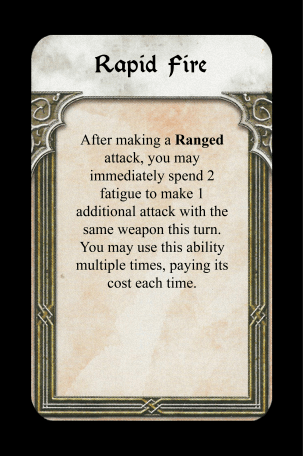 Rapid Fire
After making a Ranged
attack, you may
immediately spend 2
fatigue to make 1
additional attack with the
same weapon this turn.
You may use this ability
multiple times, paying its
cost each time.